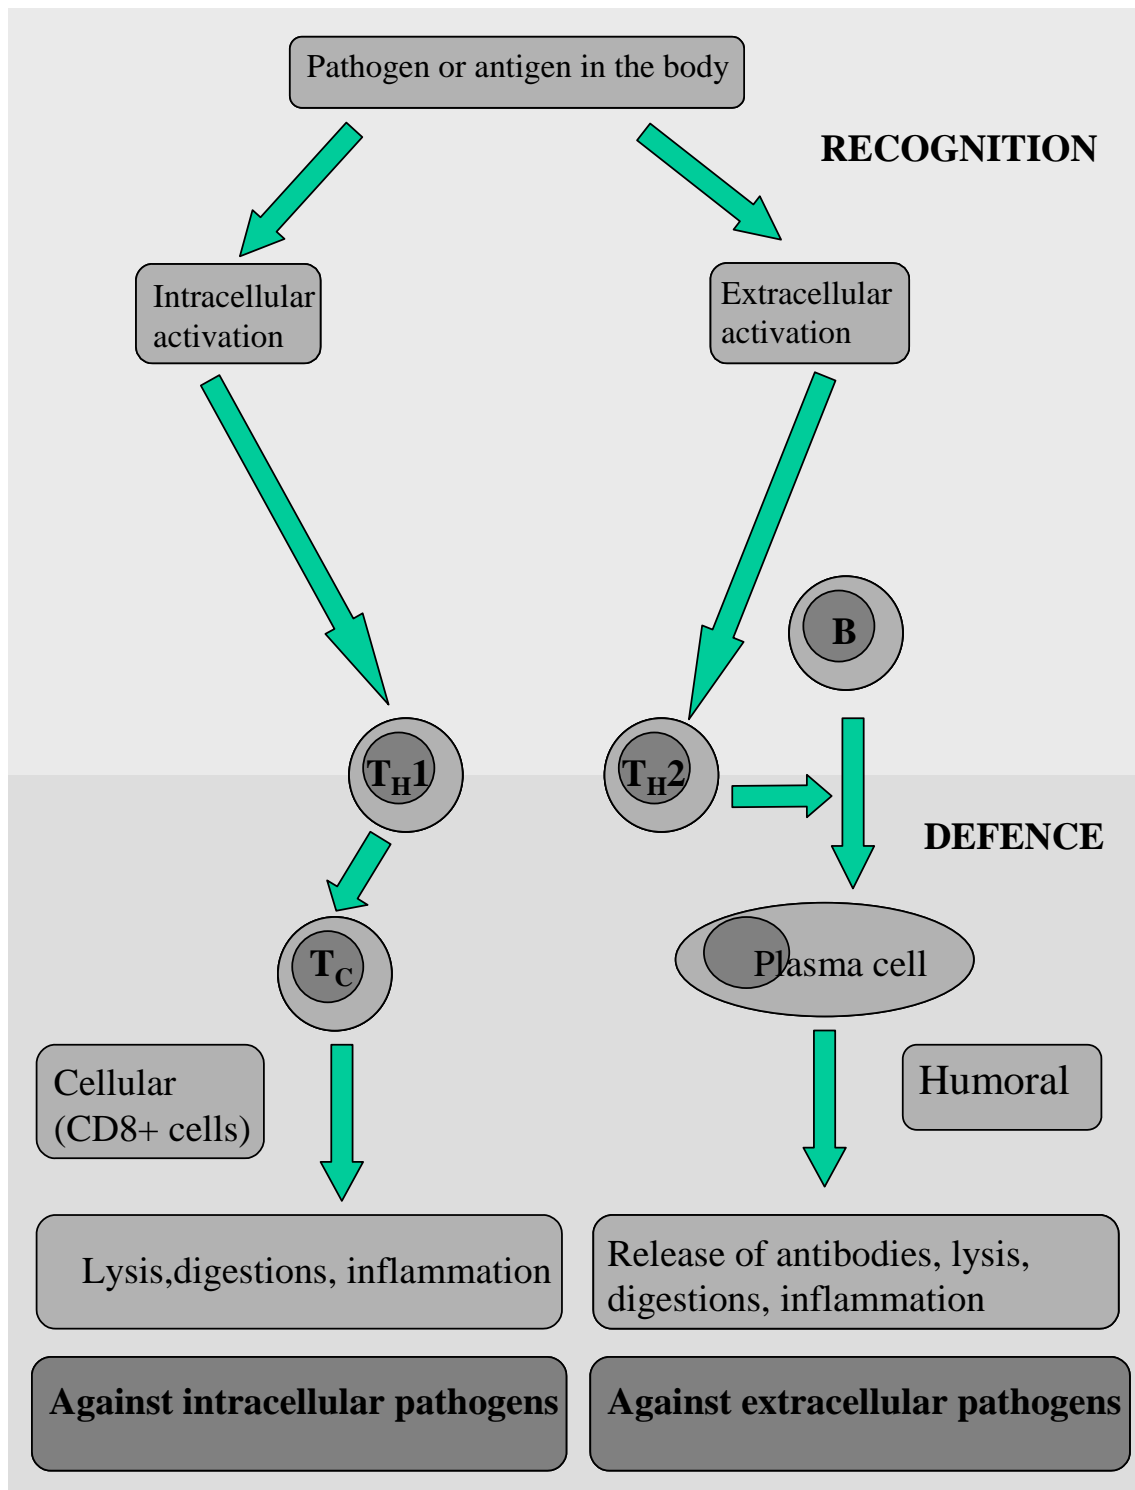 Pathogen or antigen in the body
RECOGNITION
Intracellular
activation
Extracellular
activation
B
TH1
TH2
DEFENCE
TC
Plasma cell
Cellular
(CD8+ cells)
Humoral
Lysis,digestions, inflammation
Release of antibodies, lysis,
digestions, inflammation
Against intracellular pathogens
Against extracellular pathogens